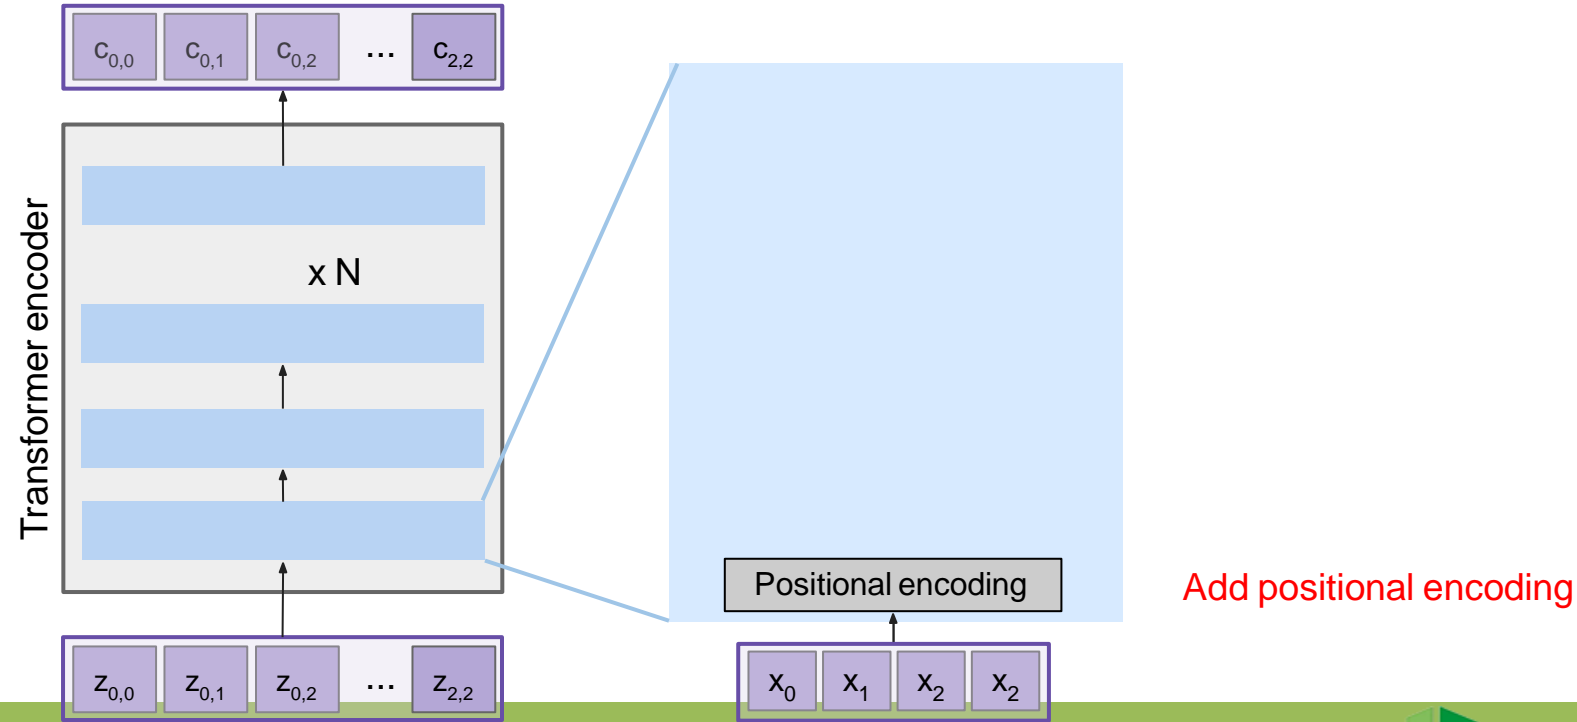 c0,0 c0,1 c0,2 ... c2,2
Transformer encoder
x N
Positional encoding
Add positional encoding
z0,0 z0,1 z0,2 ... z2,2
x0 x1 x2 x2